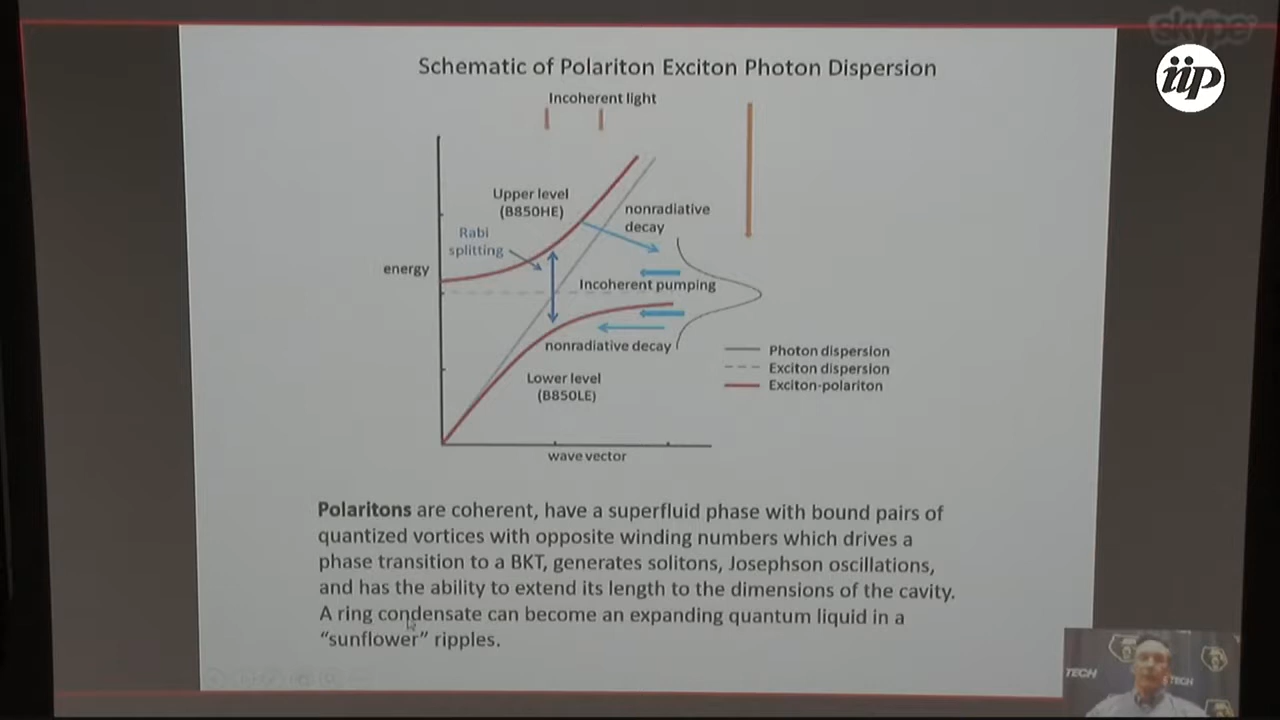 skype
iip
Schematic of Polariton Exciton Photon Dispersion
Incoherent light
Upper level
(B850HE)
nonradiative
decay
Rabi
splitting
energy
Incoherent pumping
nonradiative decay
Photon dispersion
Exciton dispersion
Exciton-polariton
Lower level
(B850LE)
wave vector
Polaritons are coherent, have a superfluid phase with bound pairs of
quantized vortices with opposite winding numbers which drives a
phase transition to a BKT, generates solitons, Josephson oscillations,
and has the ability to extend its length to the dimensions of the cavity.
A ring condensate can become an expanding quantum liquid in a
“sunflower” ripples.
TECH
TECH